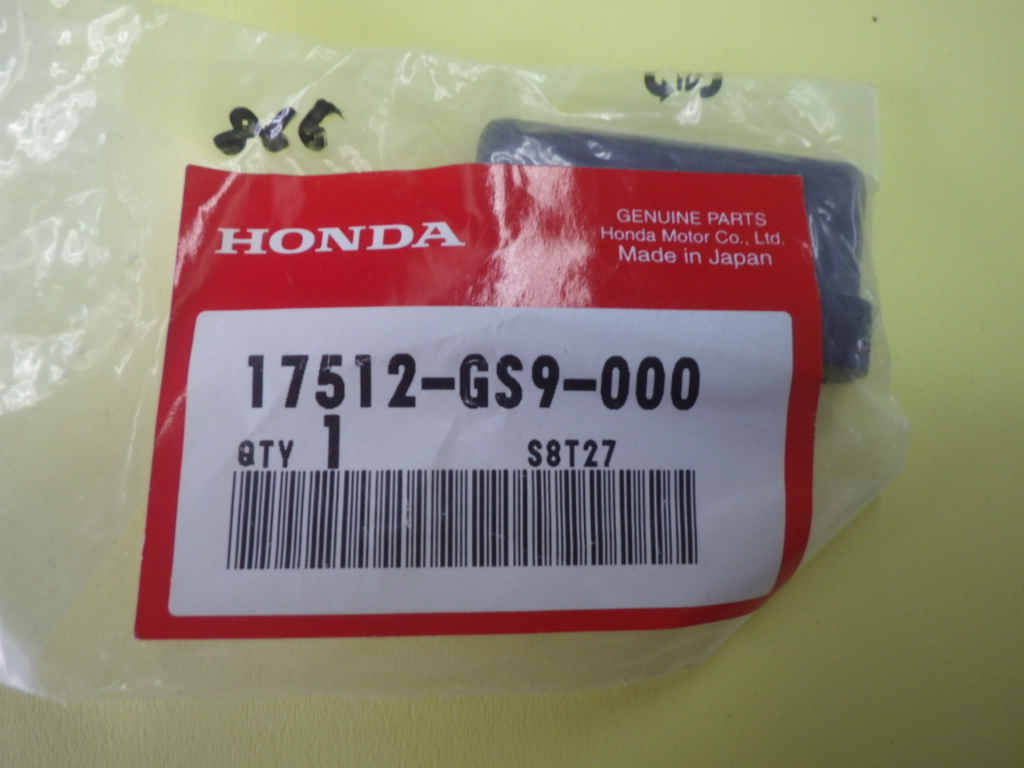 HONDA
GENUINE PARTS
Honda Motor Co., Ltd.
Made in Japan
17512-GS9-000
QTY 1 S8T27